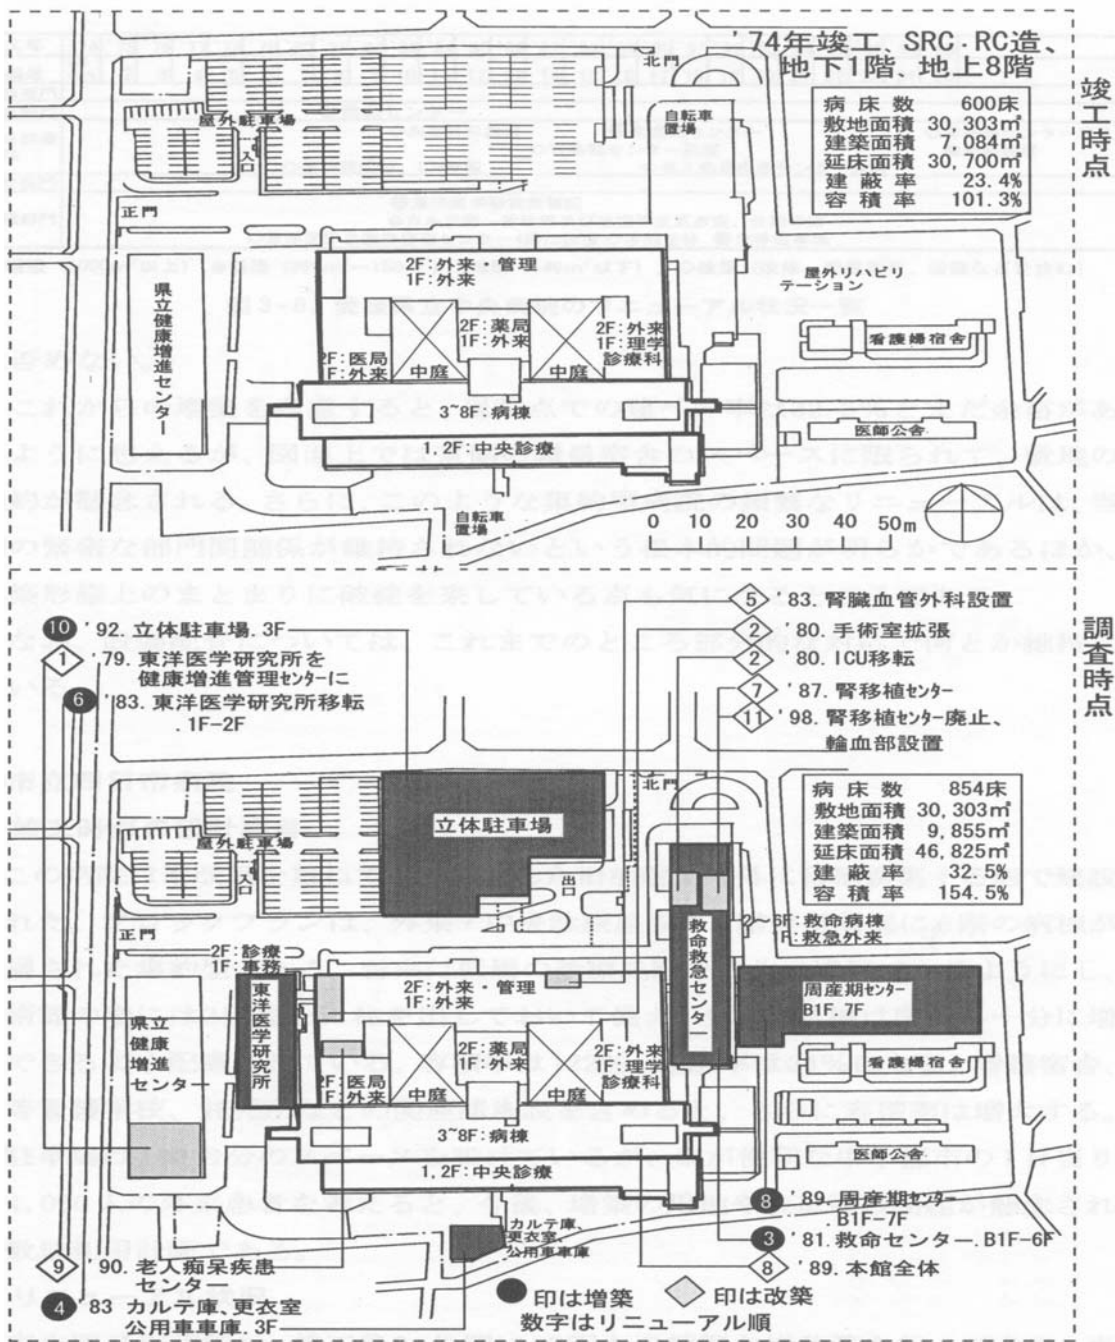 '74年竣工, SRC RC造、
地下1階 地上8階
竣工時点
病床数 600床
敷地面積 30,303㎡
建築面積 7,084㎡
延床面積 30,700㎡
建蔽率 23.4%
容積率 101.3%
北門
自転車
置場
屋外駐車場
入口
正門
県立健康増進センター
2F:外来・管理
1F:外来
2F:薬局
1F:外来
2F:外来
1F:理学
診療科
2F:医局
1F:外来
中庭
中庭
3~8F:病棟
1,2F:中央診療
屋外リハビリ
テーション
看護婦宿舎
医師公舎
自転車
置場
0 10 20 30 40 50m
調査時点
⑤ '83. 腎臓血管外科設置
② '80. 手術室拡張
② '80. ICU移転
⑦ '87. 腎移植センター
⑪ '98. 腎移植センター廃止、
輪血部設置
⑩ '92. 立体駐車場. 3F
① '79. 東洋医学研究所を
健康増進管理センターに
⑥ '83. 東洋医学研究所移転
1F-2F
病床数 854床
敷地面積 30,303㎡
建築面積 9,855㎡
延床面積 46,825㎡
建蔽率 32.5%
容積率 154.5%
北門
立体駐車場
屋外駐車場
入口
出口
正門
2F:診療
1F:事務
東洋医学研究所
県立
健康
増進
センター
2F:外来・管理
1F:外来
2F:薬局
1F:外来
2F:外来
1F:理学
診療科
2F:医局
1F:外来
中庭
中庭
3~8F:病棟
1,2F:中央診療
救命救急センター
2~6F:救命病棟
1F:救急外来
周産期センター
B1F-7F
看護婦宿舎
医師公舎
カルテ庫、
更衣室、
公用車車庫
⑧ '89. 周産期センター
B1F-7F
③ '81. 救命センター. B1F-6F
⑧ '89. 本館全体
⑨ '90. 老人痴呆疾患
センター
④ '83 カルテ庫、更衣室
公用車車庫. 3F
印は増築 印は改築
数字はリニューアル順